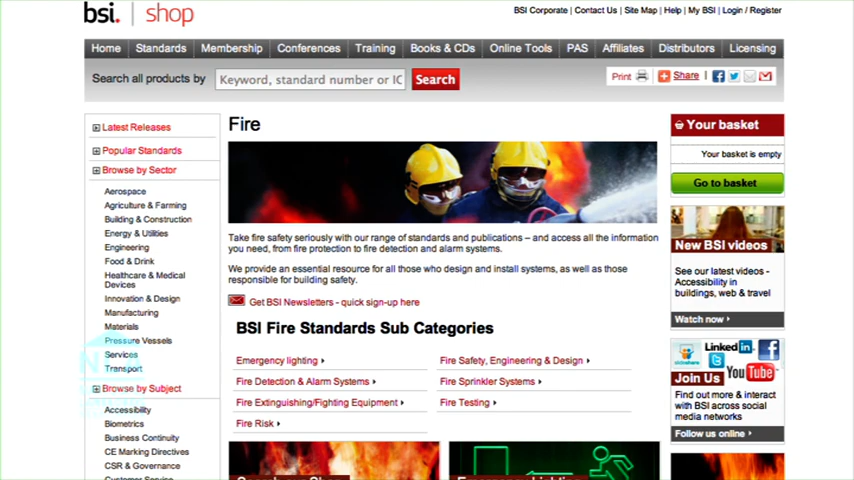 bsi. | shop
BSI Corporate | Contact Us | Site Map | Help | My BSI | Login / Register
Home Standards Membership Conferences Training Books & CDs Online Tools PAS Affiliates Distributors Licensing
Search all products by Keyword, standard number or IC Search
Print Share
Latest Releases
Popular Standards
Browse by Sector
Aerospace
Agriculture & Farming
Building & Construction
Energy & Utilities
Engineering
Food & Drink
Healthcare & Medical
Devices
Innovation & Design
Manufacturing
Materials
Pressure Vessels
Services
Transport
Browse by Subject
Accessibility
Biometrics
Business Continuity
CE Marking Directives
CSR & Governance
Fire
Take fire safety seriously with our range of standards and publications – and access all the information
you need, from fire protection to fire detection and alarm systems.
We provide an essential resource for all those who design and install systems, as well as those
responsible for building safety.
Get BSI Newsletters - quick sign-up here
BSI Fire Standards Sub Categories
Emergency lighting
Fire Safety, Engineering & Design
Fire Detection & Alarm Systems
Fire Sprinkler Systems
Fire Extinguishing/Fighting Equipment
Fire Testing
Fire Risk
Your basket
Your basket is empty
Go to basket
New BSI videos
See our latest videos -
Accessibility in
buildings, web & travel
Watch now
Linked in
You Tube
Join Us
Find out more & interact
with BSI across social
media networks
Follow us online